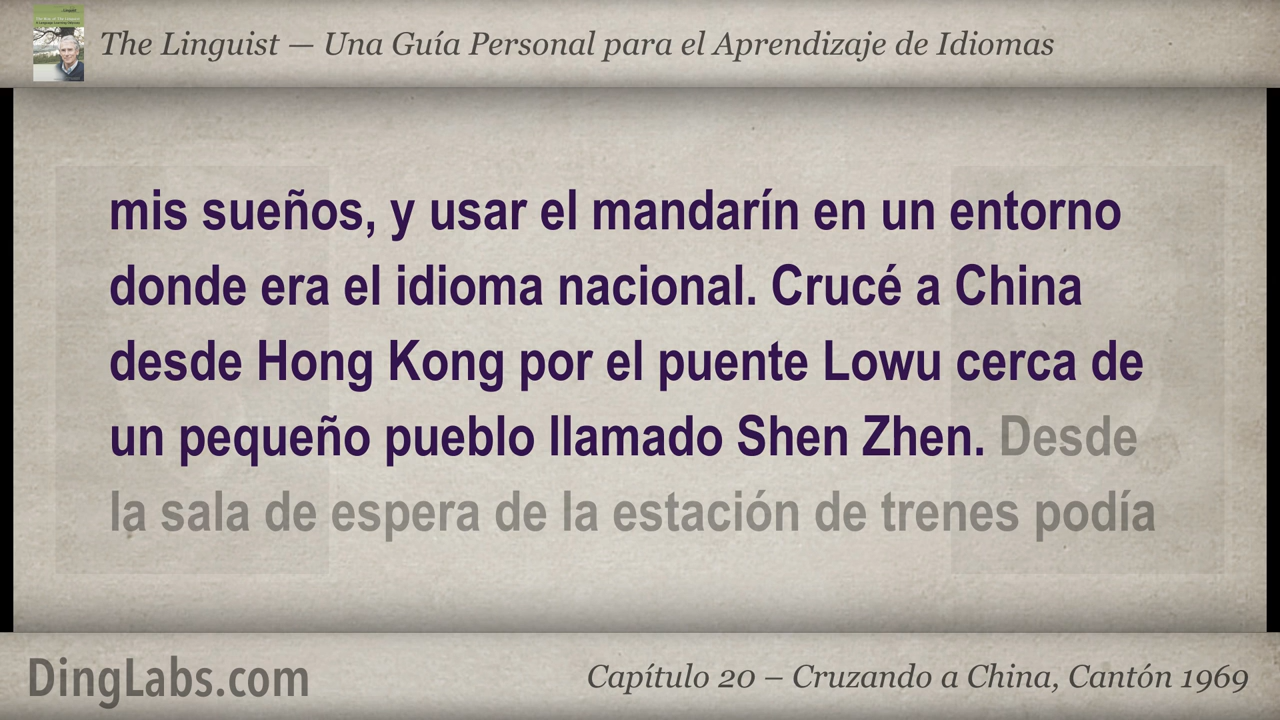 The Linguist — Una Guía Personal para el Aprendizaje de Idiomas
mis sueños, y usar el mandarín en un entorno
donde era el idioma nacional. Crucé a China
desde Hong Kong por el puente Lowu cerca de
un pequeño pueblo llamado Shen Zhen. Desde
la sala de espera de la estación de trenes podía
DingLabs.com
Capítulo 20 – Cruzando a China, Cantón 1969